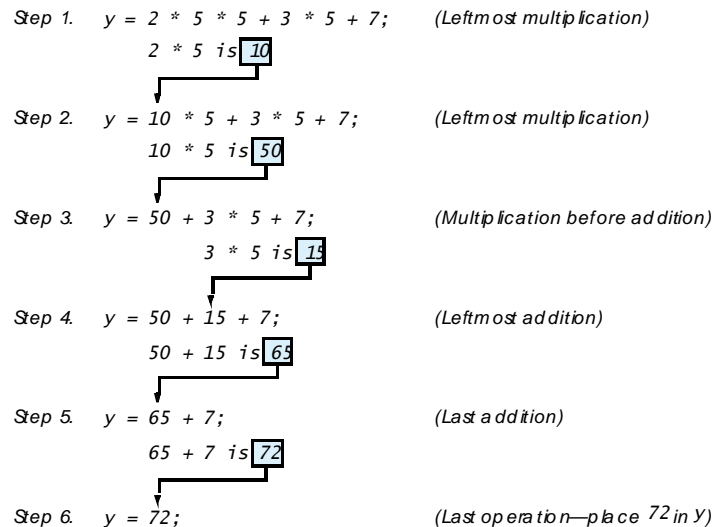 Step 1. y = 2 * 5 * 5 + 3 * 5 + 7; (Leftmost multiplication)
2 * 5 is 10
Step 2. y = 10 * 5 + 3 * 5 + 7; (Leftmost multiplication)
10 * 5 is 50
Step 3. y = 50 + 3 * 5 + 7; (Multiplication before addition)
3 * 5 is 15
Step 4. y = 50 + 15 + 7; (Leftmost addition)
50 + 15 is 65
Step 5. y = 65 + 7; (Last addition)
65 + 7 is 72
Step 6. y = 72; (Last operation—place 72 in y)